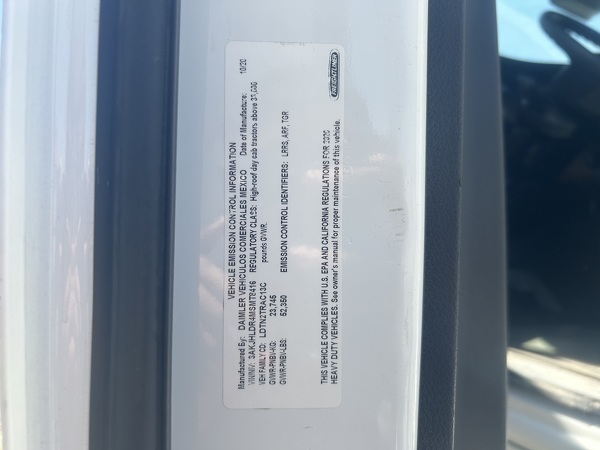 VEHICLE EMISSION CONTROL INFORMATION
Manufactured By: DAIMLER VEHICULOS COMERCIALES MEXICO Date of Manufacture: 10/20
REGULATORY CLASS: High-roof day cab tractors above 33,000
pounds GVWR.
VEH FAMILY CD: LDTN2TRAC13C
GVWR-PNBV-KG: 23,745
GVWR-PNBV-LBS: 52,350 EMISSION CONTROL IDENTIFIERS: LRRS, ARF, TGR
THIS VEHICLE COMPLIES WITH U.S. EPA AND CALIFORNIA REGULATIONS FOR 2020
HEAVY DUTY VEHICLES. See owner's manual for proper maintenance of this vehicle.
FREIGHTLINER